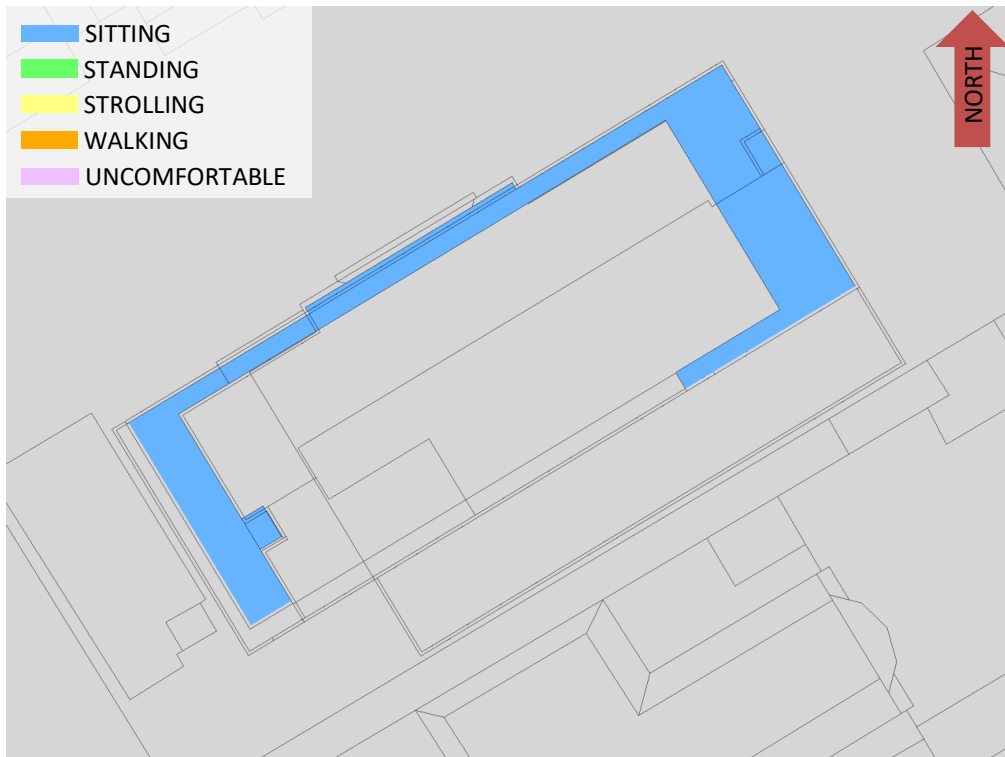 SITTING
STANDING
STROLLING
WALKING
UNCOMFORTABLE
NORTH